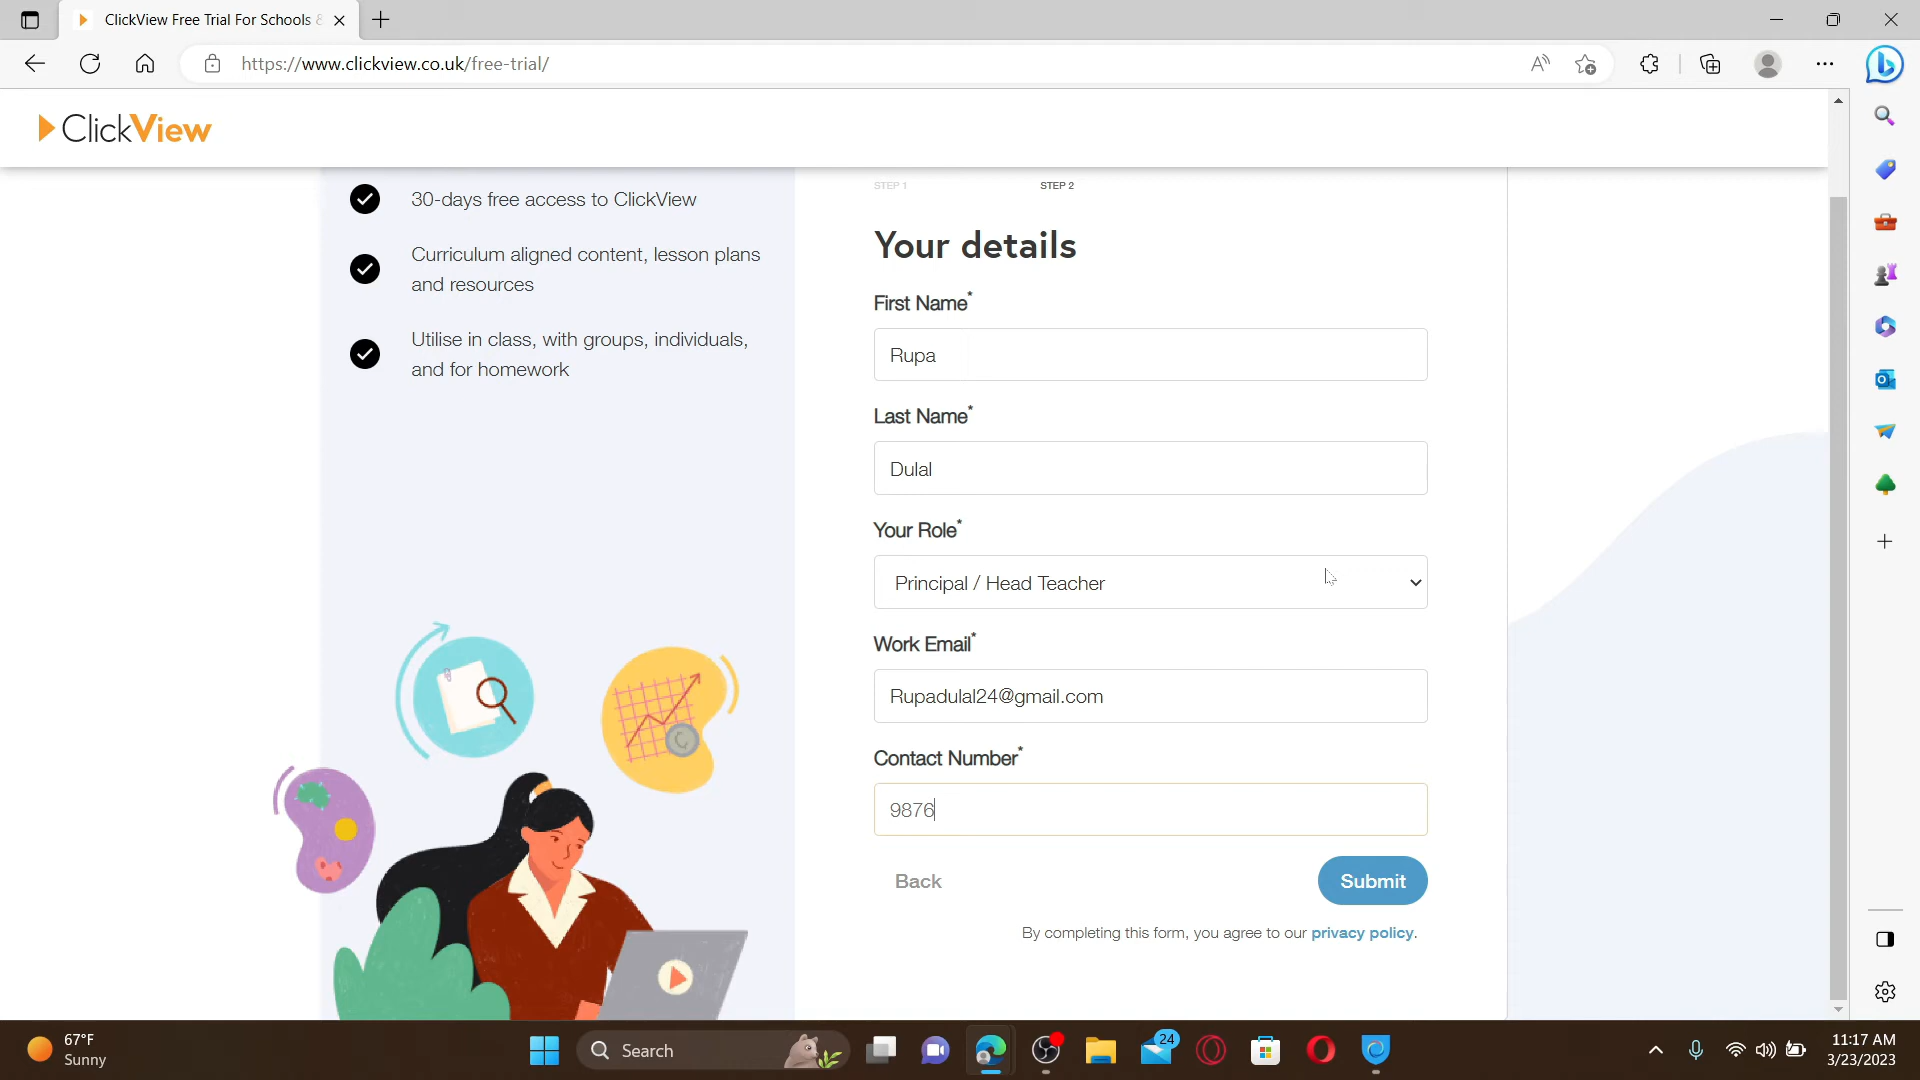 ClickView Free Trial For Schools &
https://www.clickview.co.uk/free-trial/
ClickView
30-days free access to ClickView
Curriculum aligned content, lesson plans
and resources
Utilise in class, with groups, individuals,
and for homework
STEP 1
STEP 2
Your details
First Name*
Rupa
Last Name*
Dulal
Your Role*
Principal / Head Teacher
Work Email*
Rupadulal24@gmail.com
Contact Number*
9876
Back
Submit
By completing this form, you agree to our privacy policy.
67°F
Sunny
Search
24
11:17 AM
3/23/2023